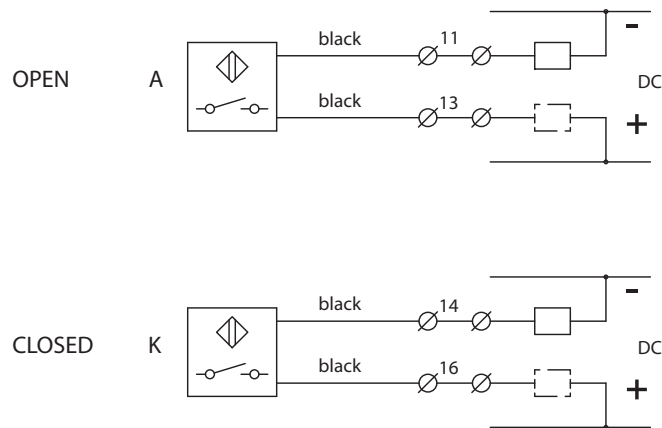 black 11 -
OPEN A DC
black 13 +
black 14 -
CLOSED K DC
black 16 +